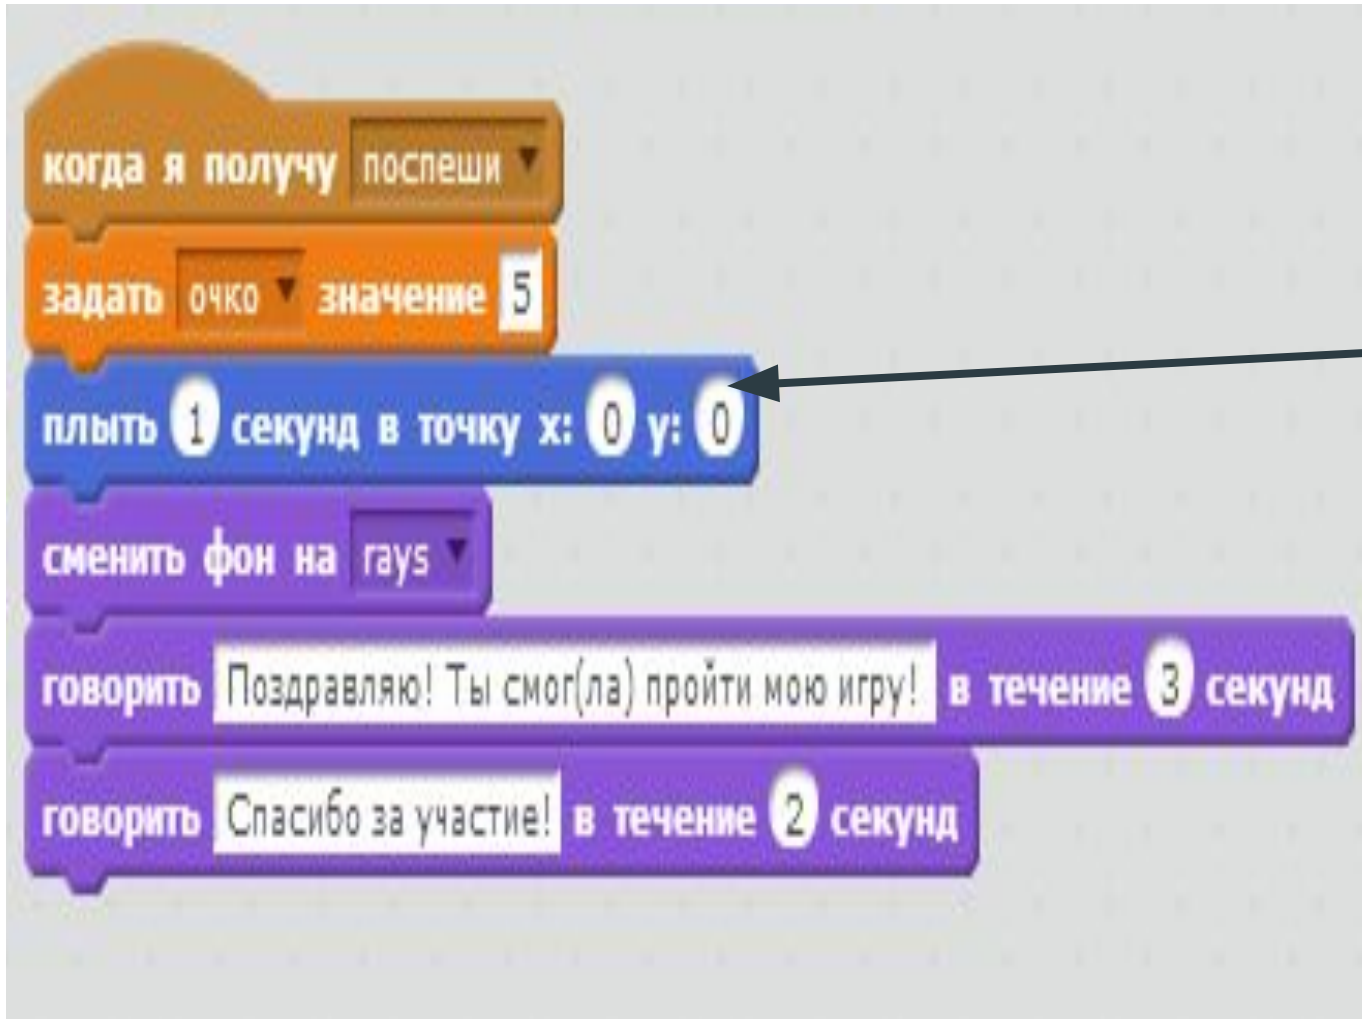 когда я получу поспеши
задать очко значение 5
плыть 1 секунд в точку x: 0 y: 0
сменить фон на rays
говорить Поздравляю! Ты смог(ла) пройти мою игру! в течение 3 секунд
говорить Спасибо за участие! в течение 2 секунд